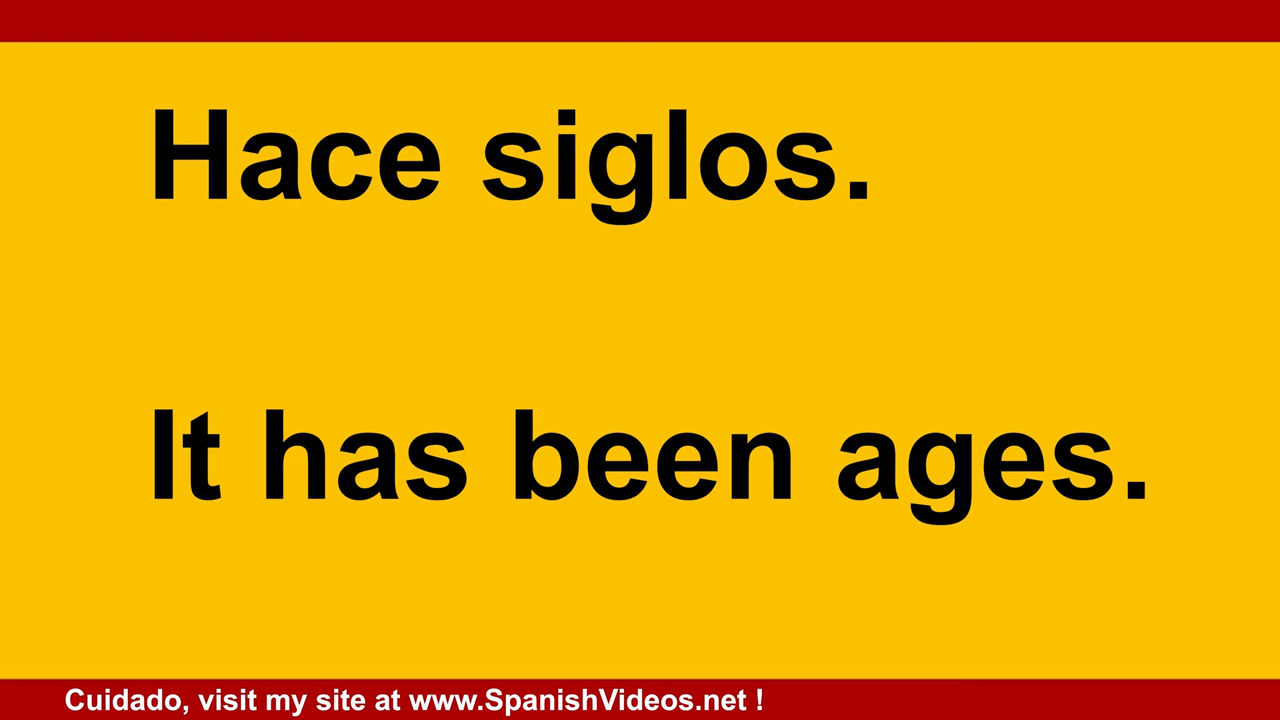 Hace siglos.
It has been ages.
Cuidado, visit my site at www.SpanishVideos.net !